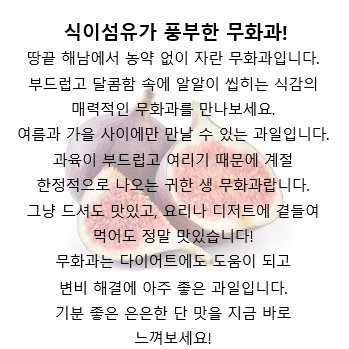 식이섬유가 풍부한 무화과!
땅끝 해남에서 농약 없이 자란 무화과입니다.
부드럽고 달콤함 속에 알알이 씹히는 식감의
매력적인 무화과를 만나보세요.
여름과 가을 사이에만 만날 수 있는 과일입니다.
과육이 부드럽고 여리기 때문에 계절
한정적으로 나오는 귀한 생 무화과랍니다.
그냥 드셔도 맛있고, 요리나 디저트에 곁들여
먹어도 정말 맛있습니다!
무화과는 다이어트에도 도움이 되고
변비 해결에 아주 좋은 과일입니다.
기분 좋은 은은한 단 맛을 지금 바로
느껴보세요!